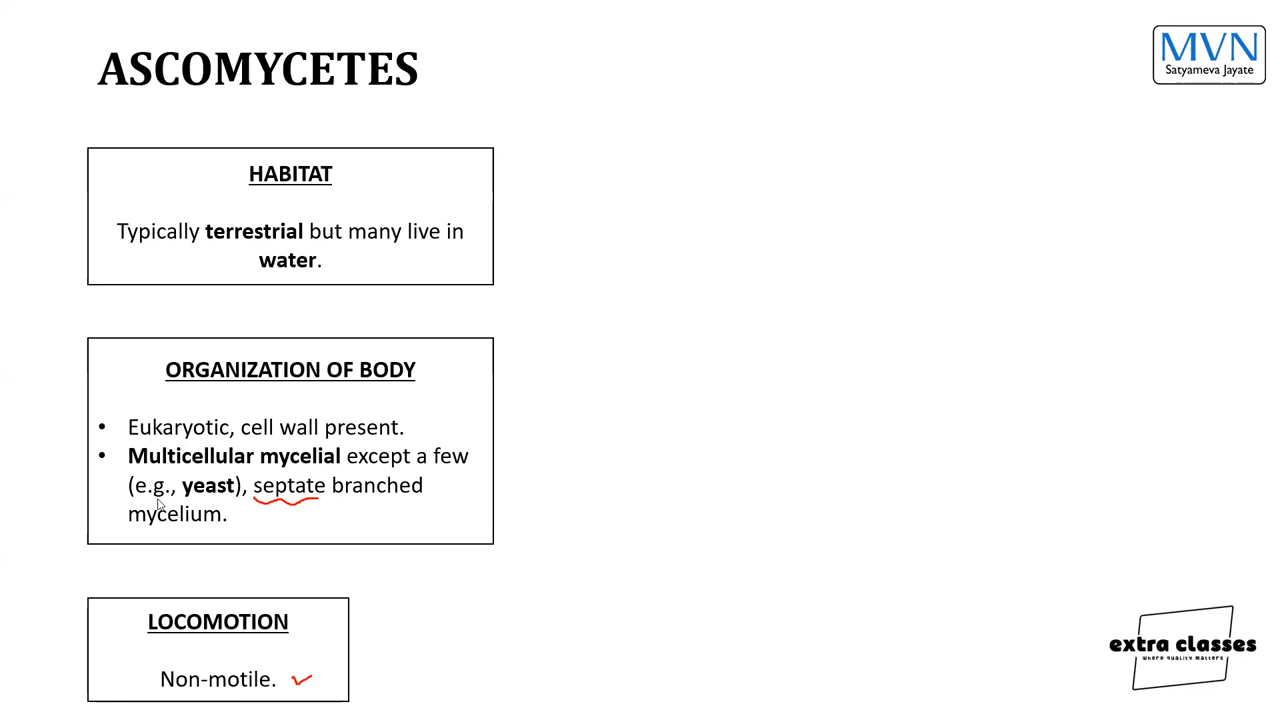 ASCOMYCETES
MVN
Satyameva Jayate
HABITAT
Typically terrestrial but many live in
water.
ORGANIZATION OF BODY
• Eukaryotic, cell wall present.
• Multicellular mycelial except a few
(e.g., yeast), septate branched
mycelium.
LOCOMOTION
Non-motile.
extra classes
where quality matters